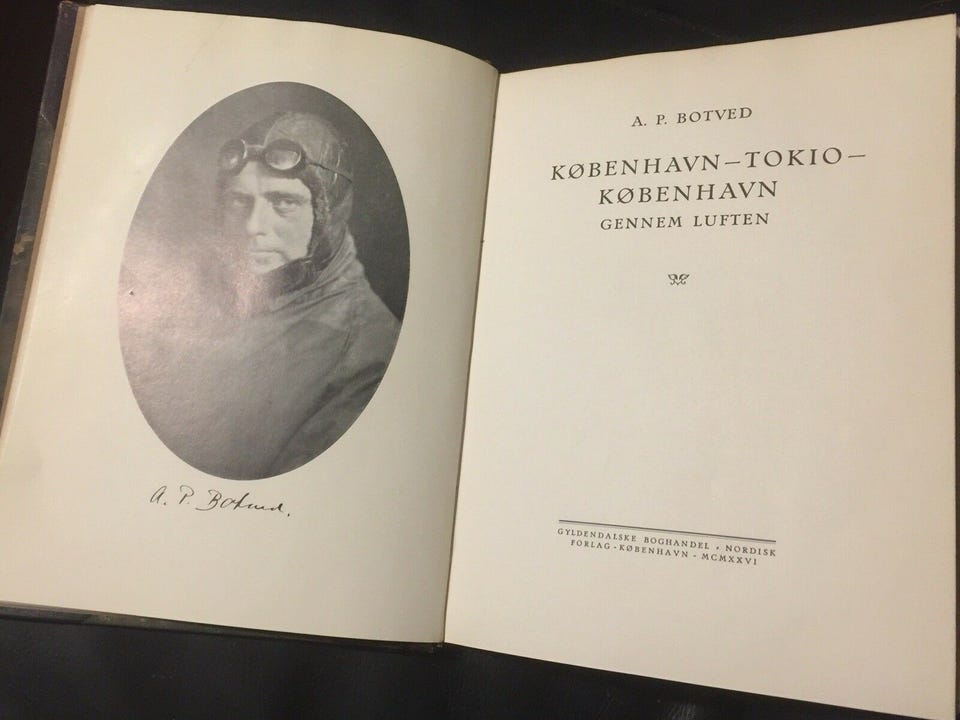 A. P. Botved.
A. P. BOTVED
KØBENHAVN–TOKIO–
KØBENHAVN
GENNEM LUFTEN
GYLDENDALSKE BOGHANDEL, NORDISK
FORLAG - KØBENHAVN - MCMXXVI